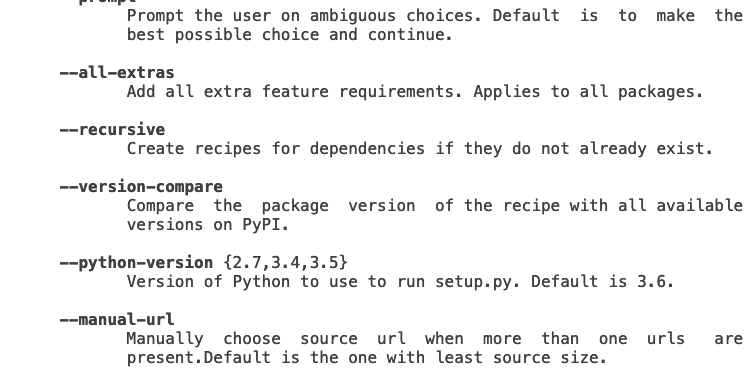 --prompt
Prompt the user on ambiguous choices. Default is to make the
best possible choice and continue.
--all-extras
Add all extra feature requirements. Applies to all packages.
--recursive
Create recipes for dependencies if they do not already exist.
--version-compare
Compare the package version of the recipe with all available
versions on PyPI.
--python-version {2.7,3.4,3.5}
Version of Python to use to run setup.py. Default is 3.6.
--manual-url
Manually choose source url when more than one urls are
present.Default is the one with least source size.